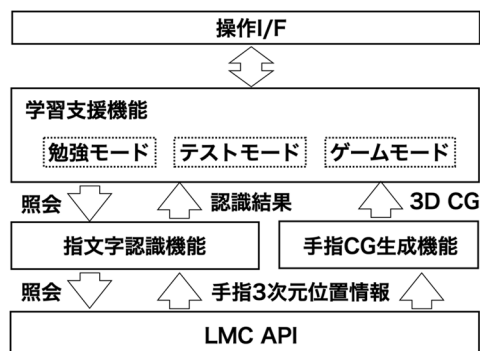 操作I/F
学習支援機能
勉強モード
テストモード
ゲームモード
照会
認識結果
3D CG
指文字認識機能
手指CG生成機能
照会
手指3次元位置情報
LMC API